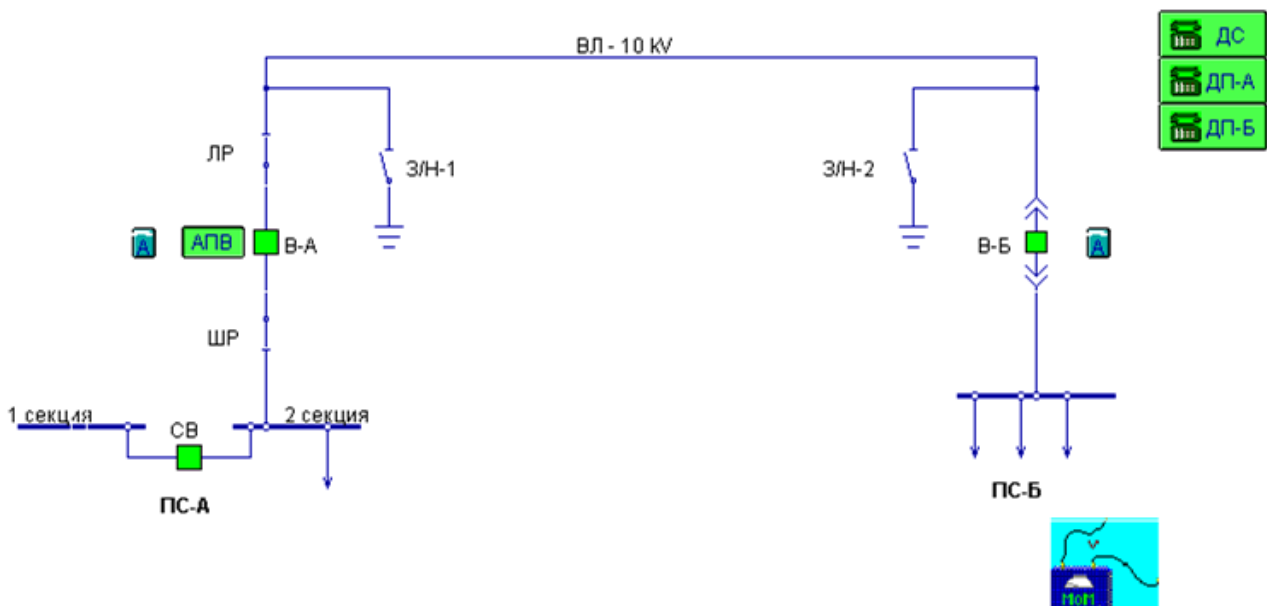 ВЛ - 10 kV
ДС
ДП-А
ДП-Б
ЛР
З/Н-1
З/Н-2
А
АПВ
В-А
В-Б
А
ШР
1 секция
2 секция
СВ
ПС-А
ПС-Б
МоМ